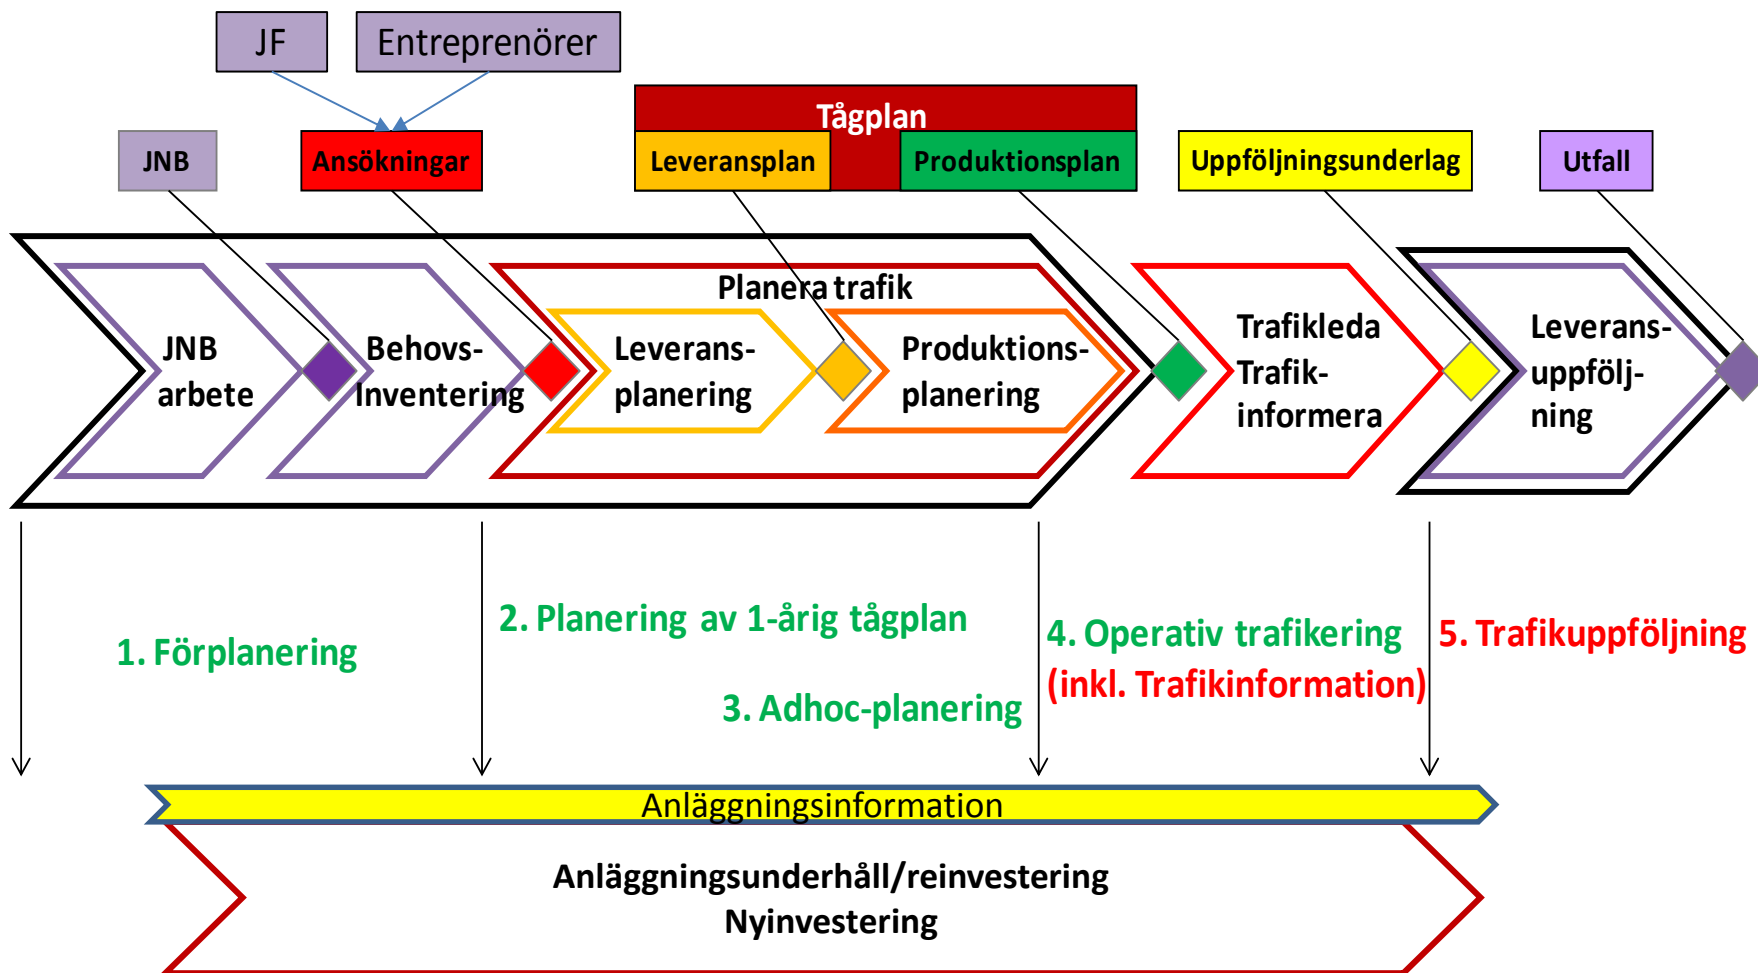 JF
Entreprenörer
Tågplan
JNB
Ansökningar
Leveransplan
Produktionsplan
Uppföljningsunderlag
Utfall
Planera trafik
JNB
arbete
Behovs-
Inventering
Leverans-
planering
Produktions-
planering
Trafikleda
Trafik-
informera
Leverans-
uppfölj-
ning
1. Förplanering
2. Planering av 1-årig tågplan
3. Adhoc-planering
4. Operativ trafikering
(inkl. Trafikinformation)
5. Trafikuppföljning
Anläggningsinformation
Anläggningsunderhåll/reinvestering
Nyinvestering